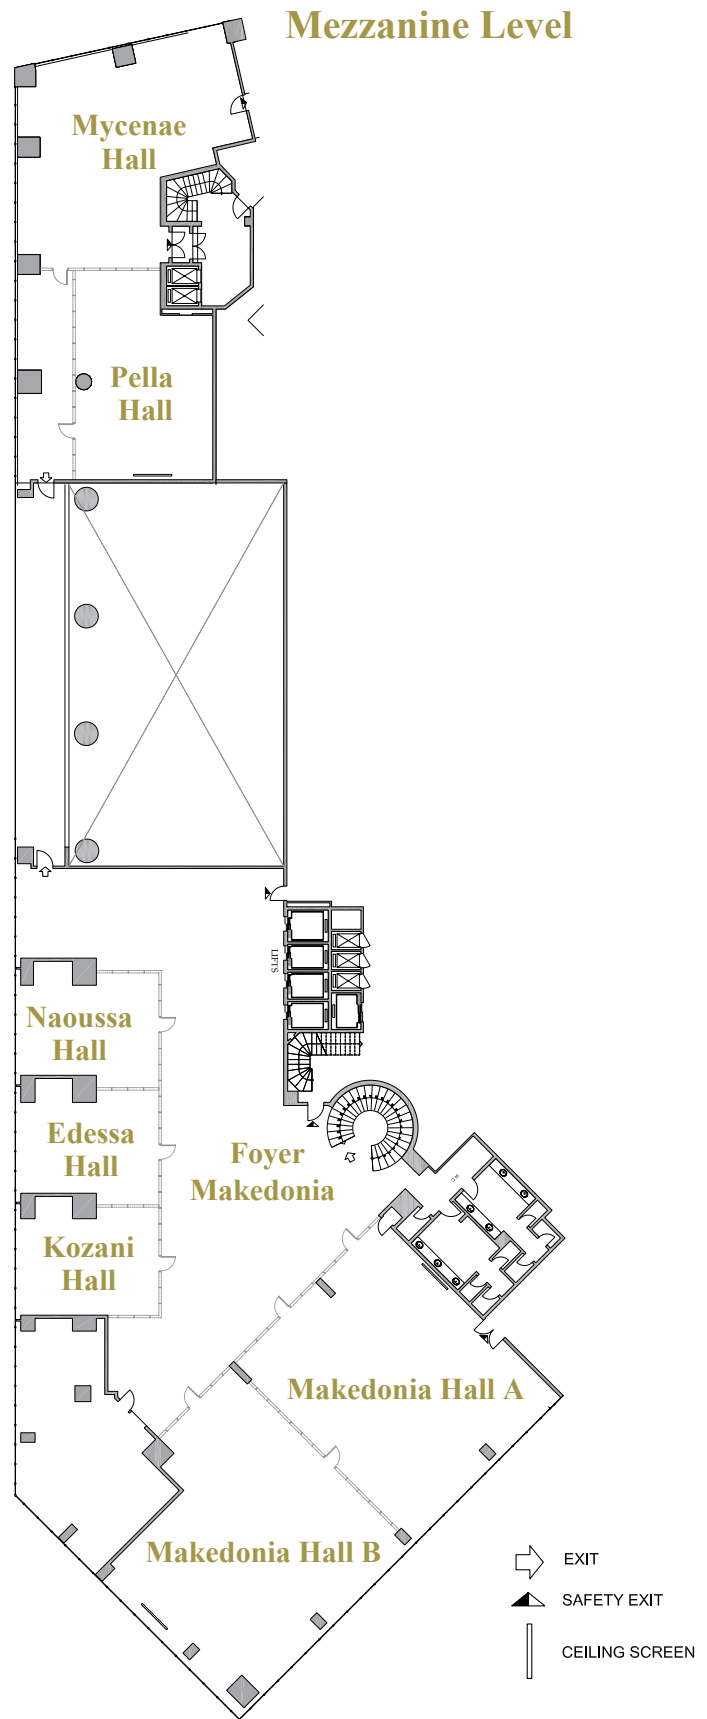 Mezzanine Level
Mycenae
Hall
Pella
Hall
LIFTS
Naoussa
Hall
Edessa
Hall
Foyer
Makedonia
Kozani
Hall
Makedonia Hall A
Makedonia Hall B
EXIT
SAFETY EXIT
CEILING SCREEN